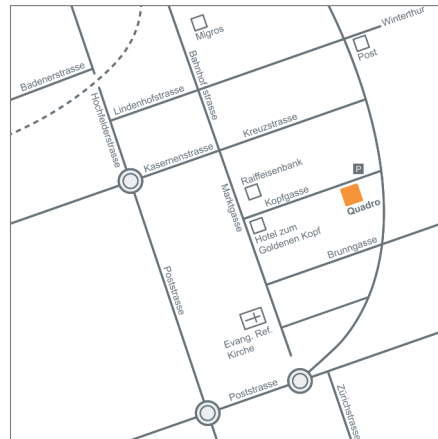 Winterthur
Migros
Post
Badenerstrasse
Bahnhofstrasse
Lindenhofstrasse
Hochfelderstrasse
Kreuzstrasse
Kasernenstrasse
Raiffeisenbank
P
Kopfgasse
Marktgasse
Quadro
Hotel zum
Goldenen Kopf
Brunngasse
Poststrasse
Evang. Ref.
Kirche
Poststrasse
Zürichstrasse